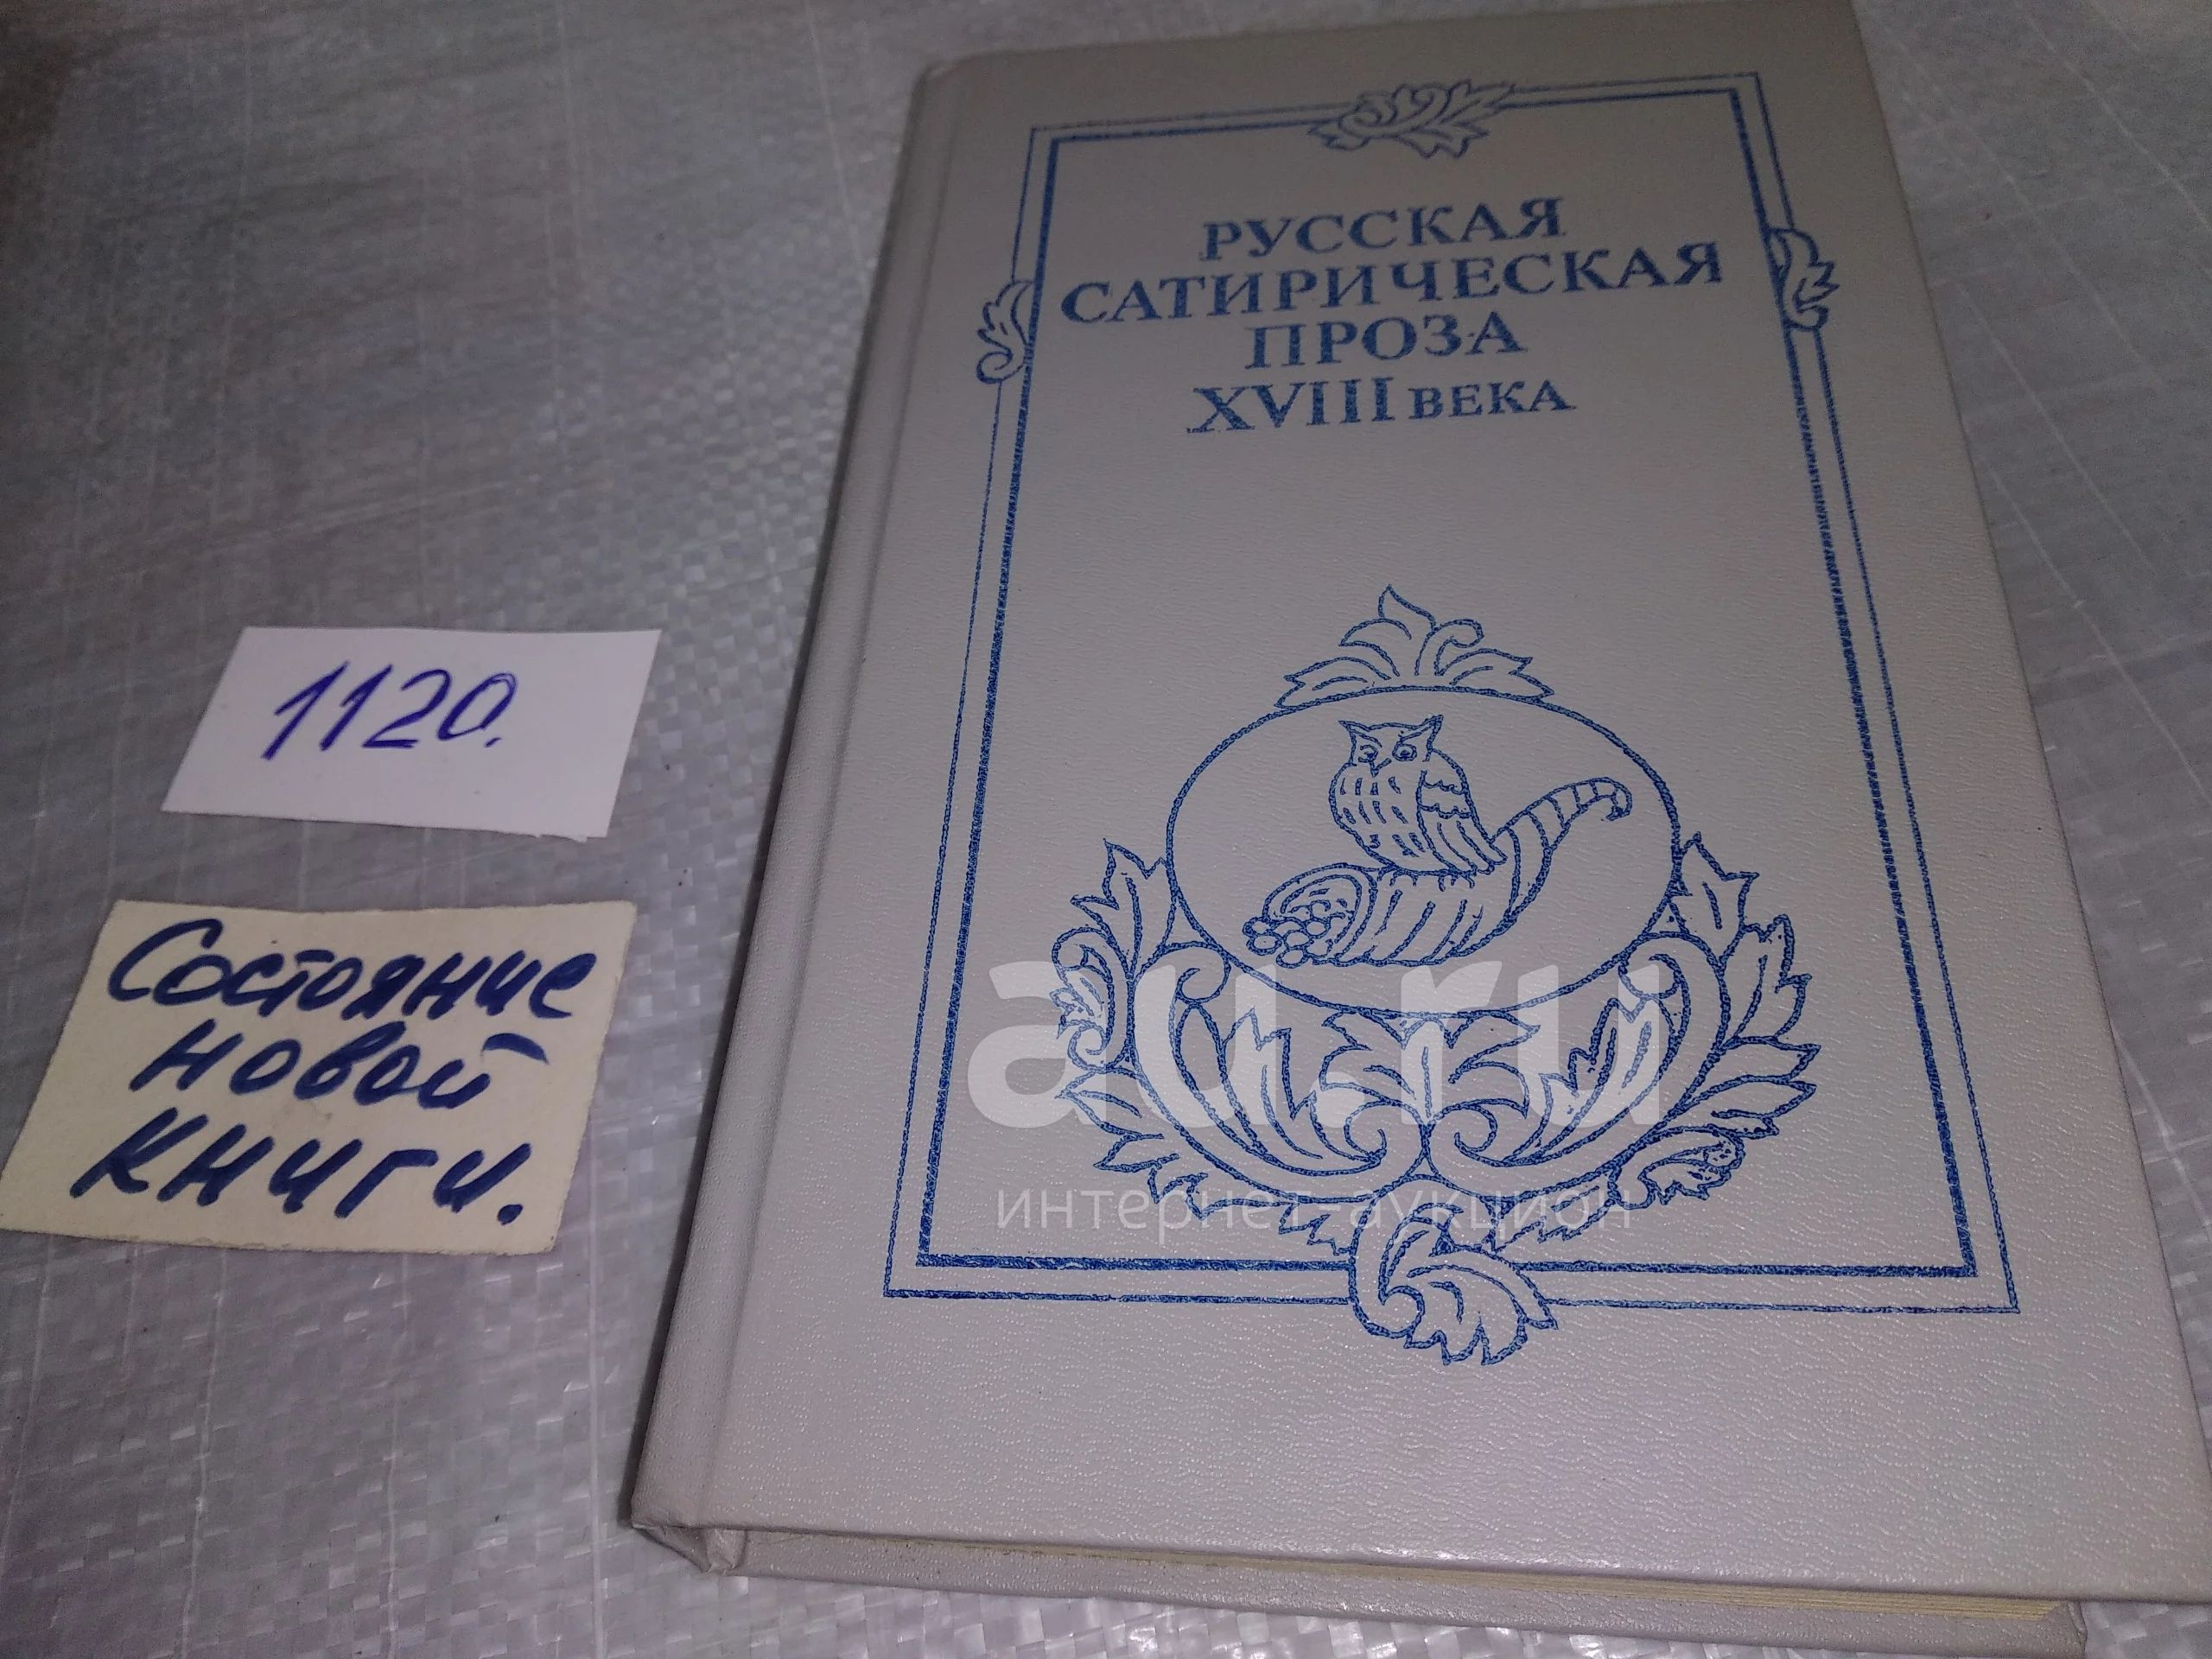 РУССКАЯ
САТИРИЧЕСКАЯ
ПРОЗА
XVIII ВЕКА
1120.
Состояние
новой
книги.
au.ru
интернет-аукцион